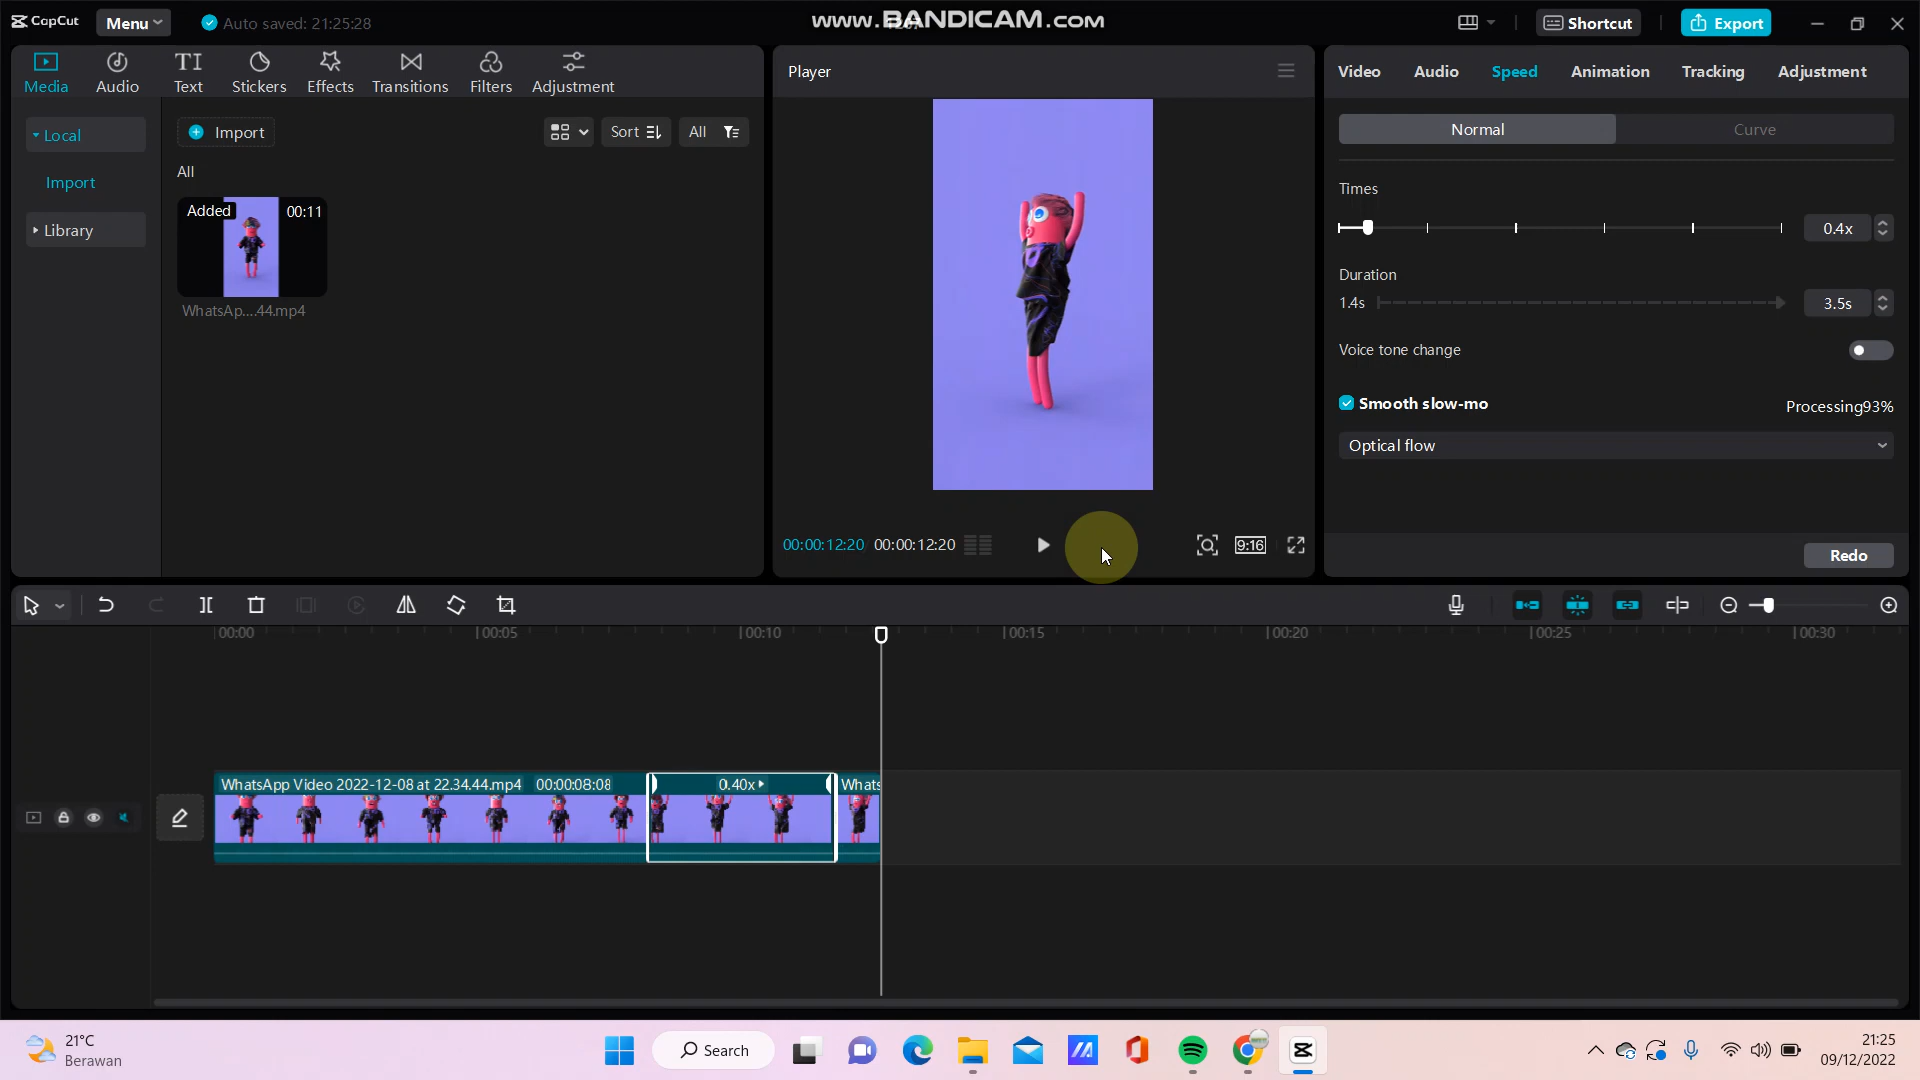 CapCut
Menu
Auto saved: 21:25:28
www.BANDICAM.com
Shortcut
Export
Media
Audio
Text
Stickers
Effects
Transitions
Filters
Adjustment
Local
Import
Library
Import
Sort
All
All
Added
00:11
WhatsAp....44.mp4
Player
00:00:12:20
00:00:12:20
9:16
Video
Audio
Speed
Animation
Tracking
Adjustment
Normal
Curve
Times
0.4x
Duration
1.4s
3.5s
Voice tone change
Smooth slow-mo
Processing93%
Optical flow
Redo
00:00
00:05
00:10
00:15
00:20
00:25
00:30
WhatsApp Video 2022-12-08 at 22.34.44.mp4 00:00:08:08
0.40x
Whats
21°C
Berawan
Search
21:25
09/12/2022